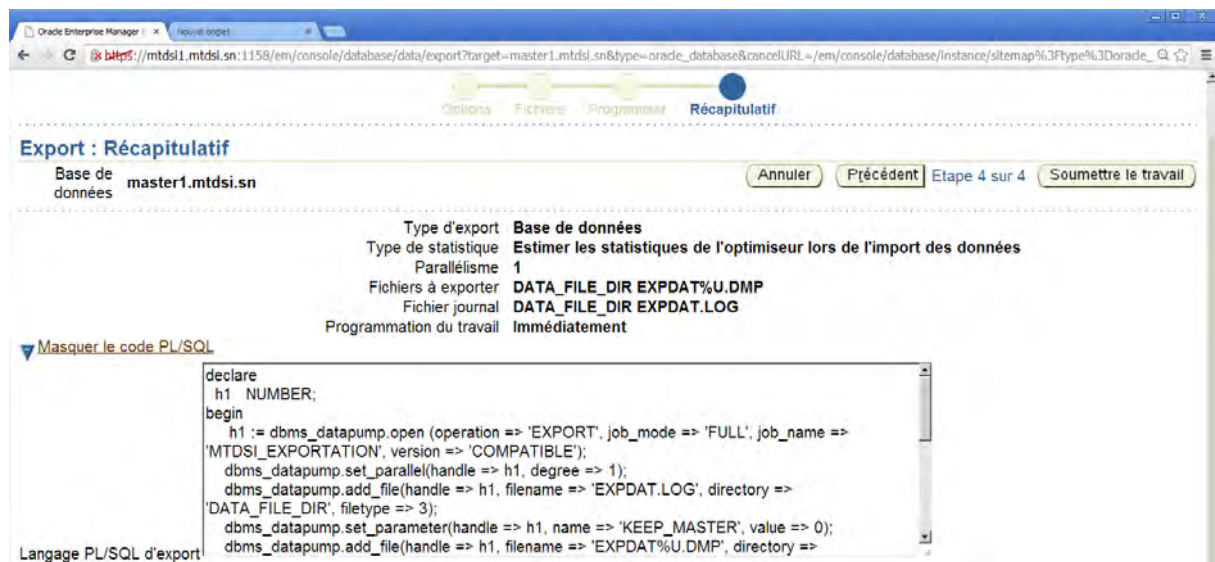 Oracle Enterprise Manager ( x Nouvel onglet x
https://mtdsi1.mtdsi.sn:1158/em/console/database/data/export?target=master1.mtdsi.sn&type=oracle_database&cancelURL=/em/console/database/instance/sitemap%3Ftype%3Doracle_
Options Fichiers Programmer Récapitulatif
Export : Récapitulatif
Base de données master1.mtdsi.sn
Annuler Précédent Etape 4 sur 4 Soumettre le travail
Type d'export Base de données
Type de statistique Estimer les statistiques de l'optimiseur lors de l'import des données
Parallélisme 1
Fichiers à exporter DATA_FILE_DIR EXPDAT%U.DMP
Fichier journal DATA_FILE_DIR EXPDAT.LOG
Programmation du travail Immédiatement
Masquer le code PL/SQL
declare
h1 NUMBER;
begin
h1 := dbms_datapump.open (operation => 'EXPORT', job_mode => 'FULL', job_name =>
'MTDSI_EXPORTATION', version => 'COMPATIBLE');
dbms_datapump.set_parallel(handle => h1, degree => 1);
dbms_datapump.add_file(handle => h1, filename => 'EXPDAT.LOG', directory =>
'DATA_FILE_DIR', filetype => 3);
dbms_datapump.set_parameter(handle => h1, name => 'KEEP_MASTER', value => 0);
dbms_datapump.add_file(handle => h1, filename => 'EXPDAT%U.DMP', directory =>
Langage PL/SQL d'export